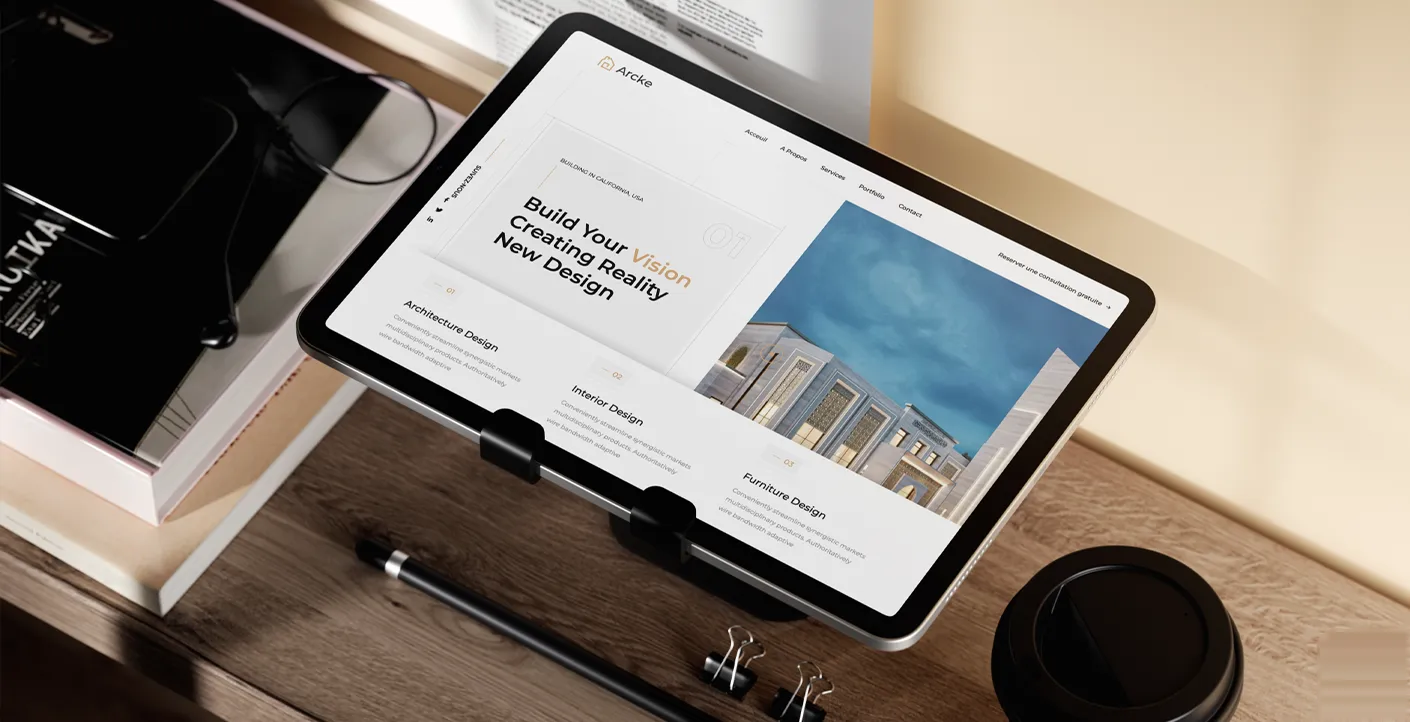 Arcke
Acceuil
A Propos
Services
Portfolio
Contact
Reserver une consultation gratuite →
SUIVEZ-NOUS
in
BUILDING IN CALIFORNIA, USA
01
Build Your Vision
Creating Reality
New Design
01
Architecture Design
Conveniently streamline synergistic markets
multidisciplinary products. Authoritatively
wire bandwidth adaptive
02
Interior Design
Conveniently streamline synergistic markets
multidisciplinary products. Authoritatively
wire bandwidth adaptive
03
Furniture Design
Conveniently streamline synergistic markets
multidisciplinary products. Authoritatively
wire bandwidth adaptive